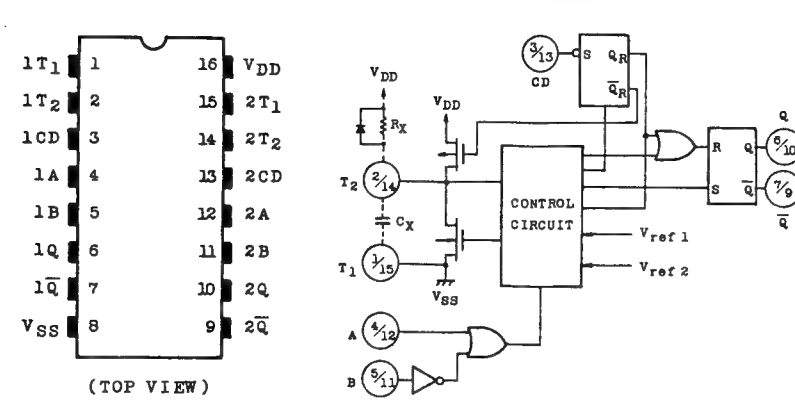 1T1 1 16 VDD
1T2 2 15 2T1
1CD 3 14 2T2
1A 4 13 2CD
1B 5 12 2A
1Q 6 11 2B
1Q̅ 7 10 2Q
VSS 8 9 2Q̅
(TOP VIEW)
3/13
CD
S QR
Q̅R
VDD
RX
VDD
T2 2/14
CX
T1 1/15
VSS
CONTROL
CIRCUIT
Vref 1
Vref 2
R Q
S Q̅
Q
6/10
7/9
Q̅
A 4/12
B 5/11